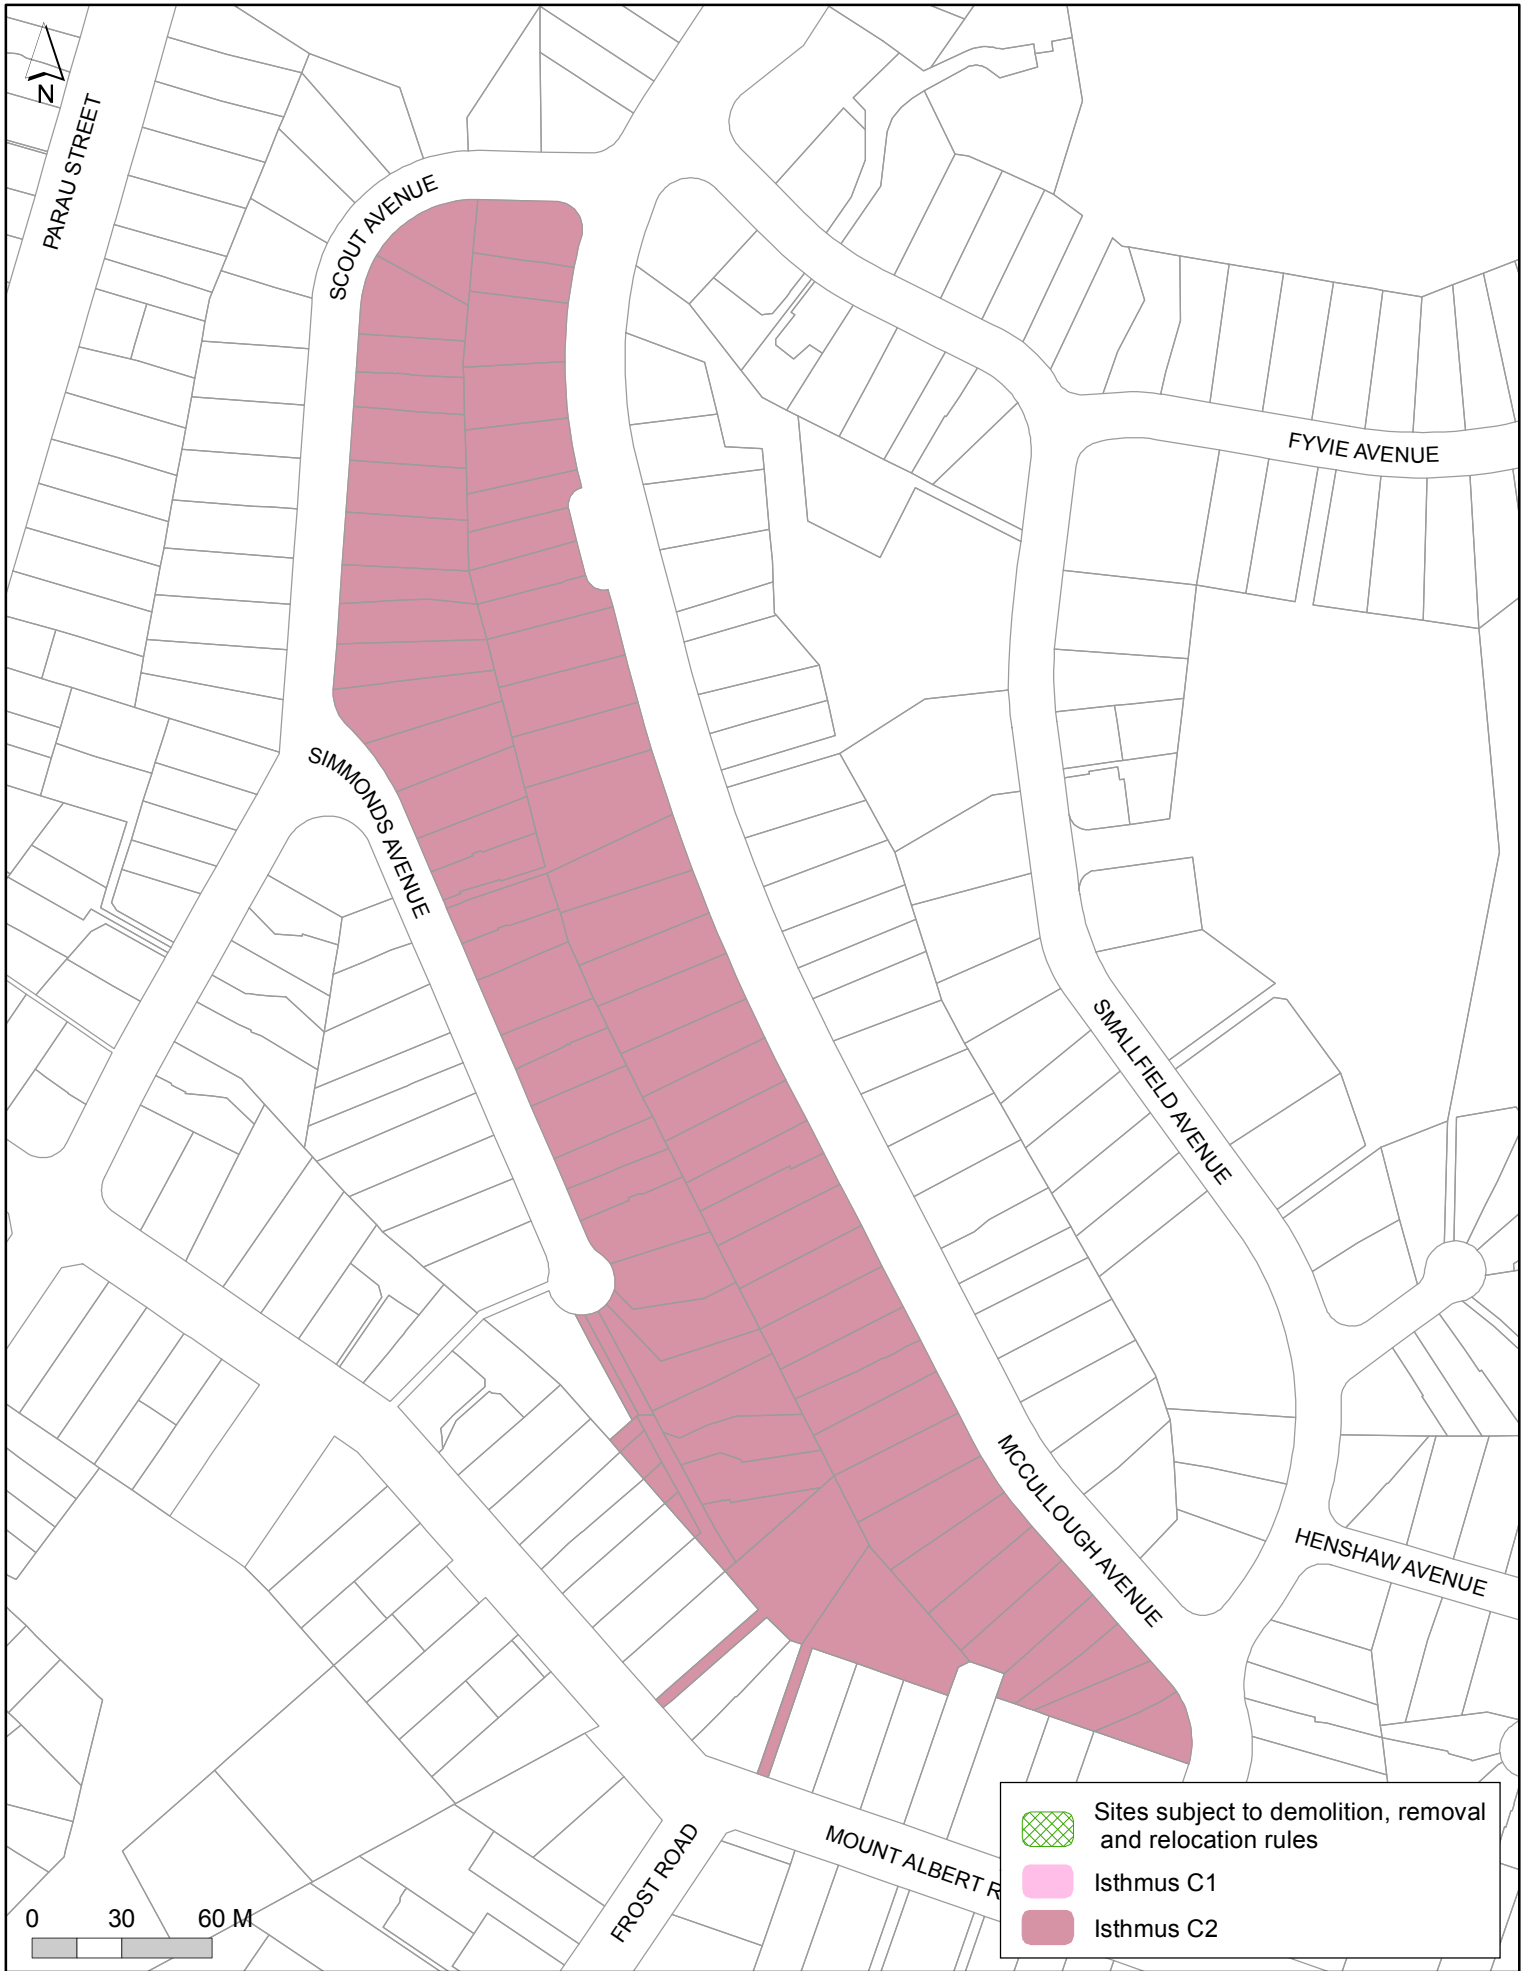 N
PARAU STREET
SCOUT AVENUE
FYVIE AVENUE
SIMMONDS AVENUE
SMALLFIELD AVENUE
MCCULLOUGH AVENUE
HENSHAW AVENUE
MOUNT ALBERT R
FROST ROAD
Sites subject to demolition, removal
and relocation rules
Isthmus C1
Isthmus C2
0 30 60 M